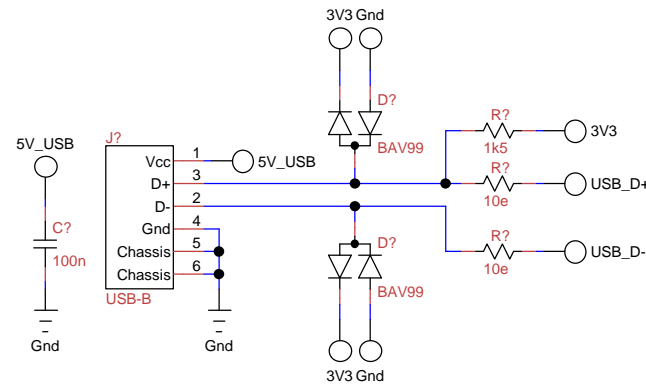 3V3 Gnd
D?
BAV99
R?
1k5
3V3
J?
5V_USB
1
Vcc
5V_USB
3
D+
R?
10e
USB_D+
2
D-
C?
100n
4
Gnd
R?
10e
USB_D-
5
Chassis
D?
BAV99
6
Chassis
USB-B
Gnd
Gnd
3V3 Gnd